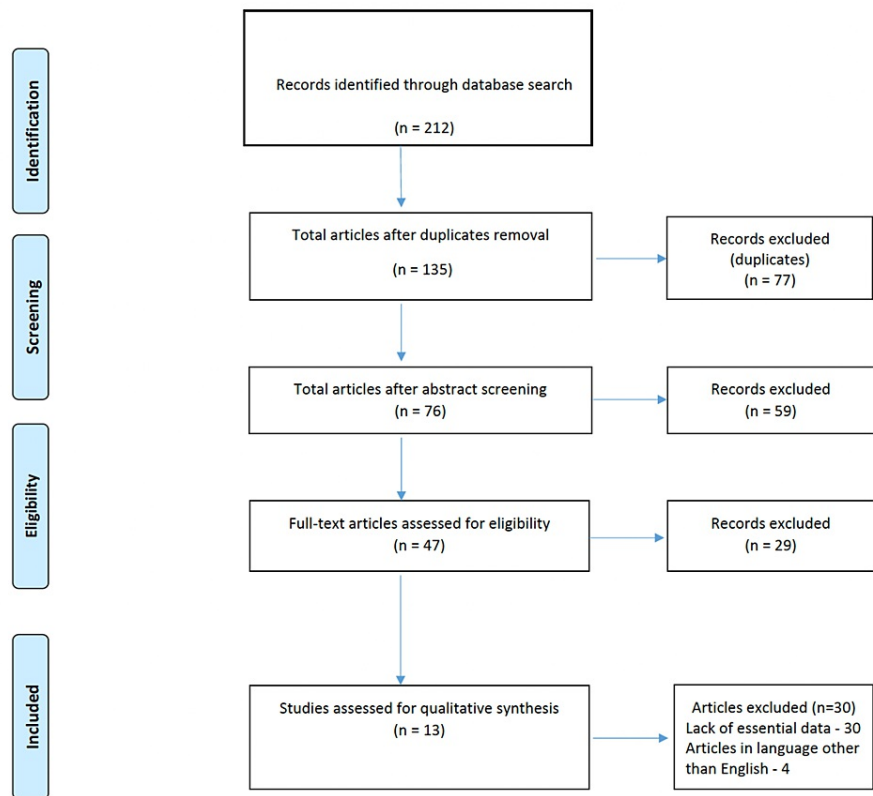 Identification
Records identified through database search
(n = 212)
Screening
Total articles after duplicates removal
(n = 135)
Records excluded
(duplicates)
(n = 77)
Total articles after abstract screening
(n = 76)
Records excluded
(n = 59)
Eligibility
Full-text articles assessed for eligibility
(n = 47)
Records excluded
(n = 29)
Included
Studies assessed for qualitative synthesis
(n = 13)
Articles excluded (n=30)
Lack of essential data - 30
Articles in language other
than English - 4